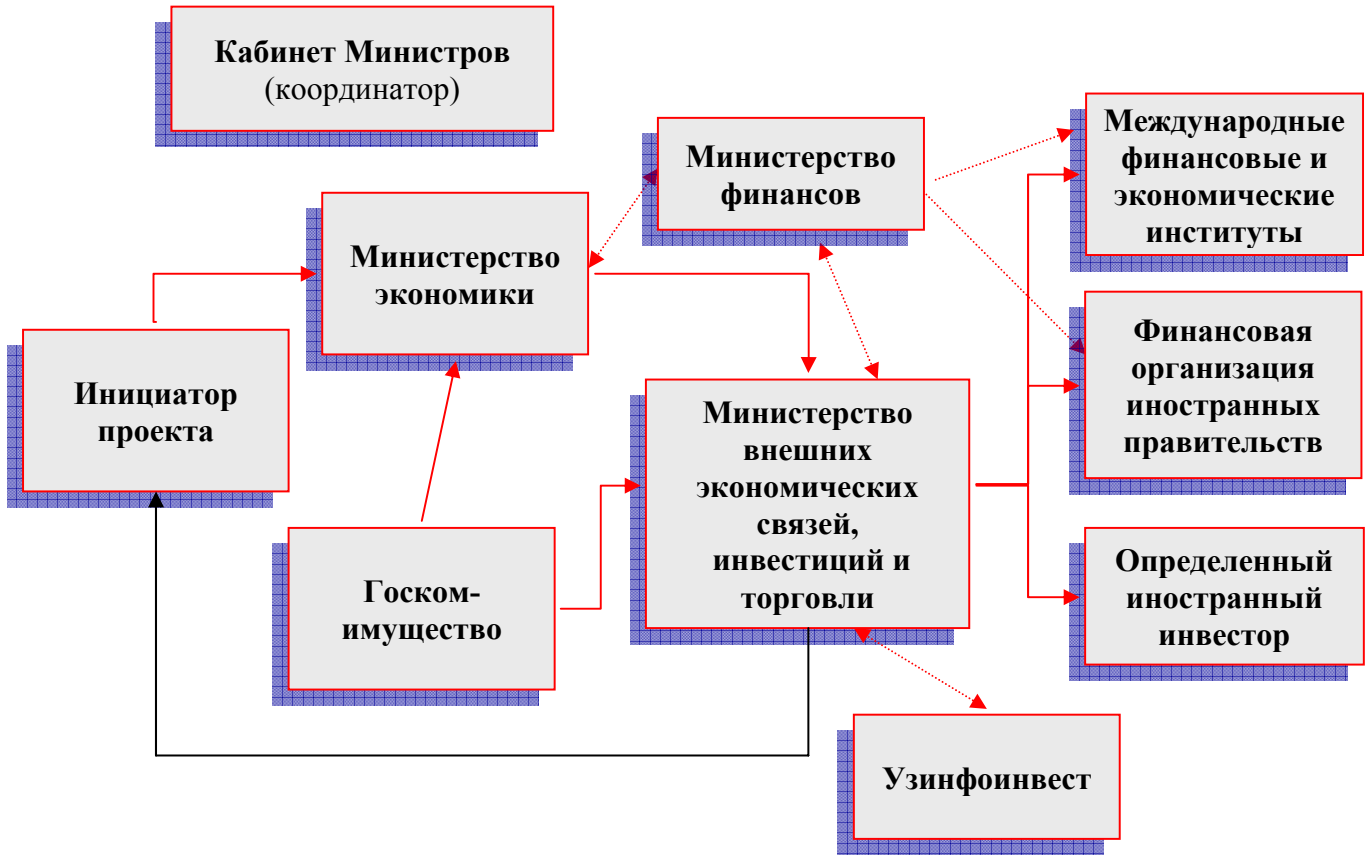 Кабинет Министров
(координатор)
Министерство
финансов
Международные
финансовые и
экономические
институты
Министерство
экономики
Финансовая
организация
иностранных
правительств
Инициатор
проекта
Министерство
внешних
экономических
связей,
инвестиций и
торговли
Госком-
имущество
Определенный
иностранный
инвестор
Узинфоинвест